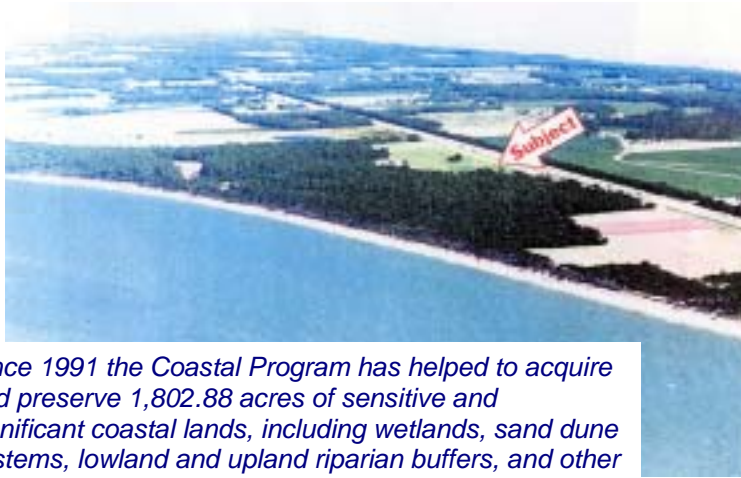 Subject
nce 1991 the Coastal Program has helped to acquire
d preserve 1,802.88 acres of sensitive and
nificant coastal lands, including wetlands, sand dune
stems, lowland and upland riparian buffers, and other